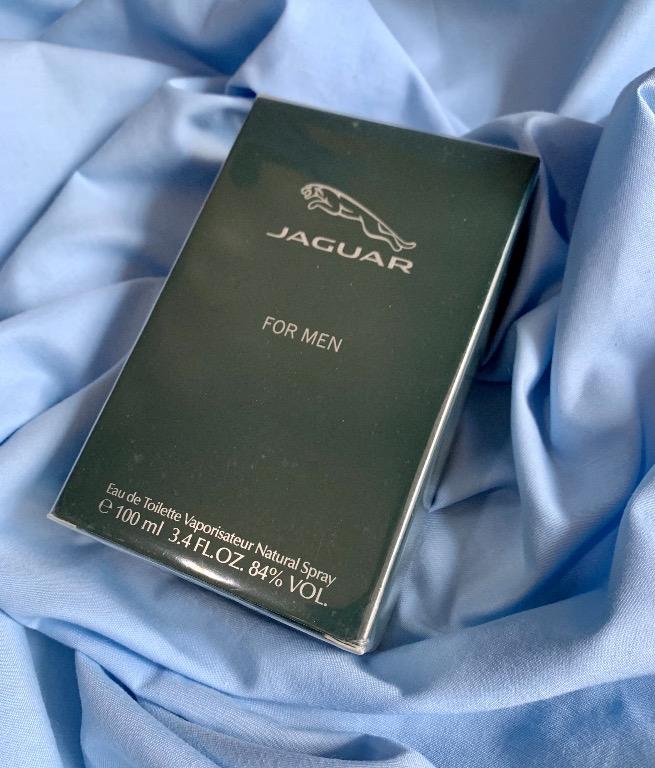 JAGUAR
FOR MEN
Eau de Toilette Vaporisateur Natural Spray
℮ 100 ml 3.4 FL.OZ. 84% VOL.